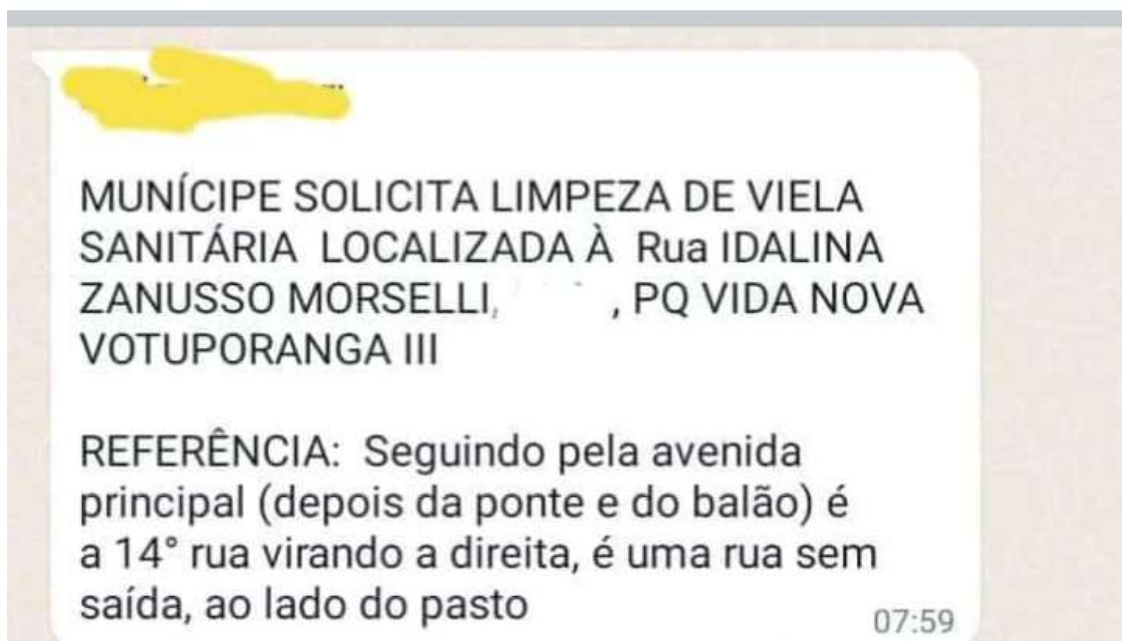 MUNÍCIPE SOLICITA LIMPEZA DE VIELA
SANITÁRIA LOCALIZADA À Rua IDALINA
ZANUSSO MORSELLI, , PQ VIDA NOVA
VOTUPORANGA III
REFERÊNCIA: Seguindo pela avenida
principal (depois da ponte e do balão) é
a 14° rua virando a direita, é uma rua sem
saída, ao lado do pasto
07:59